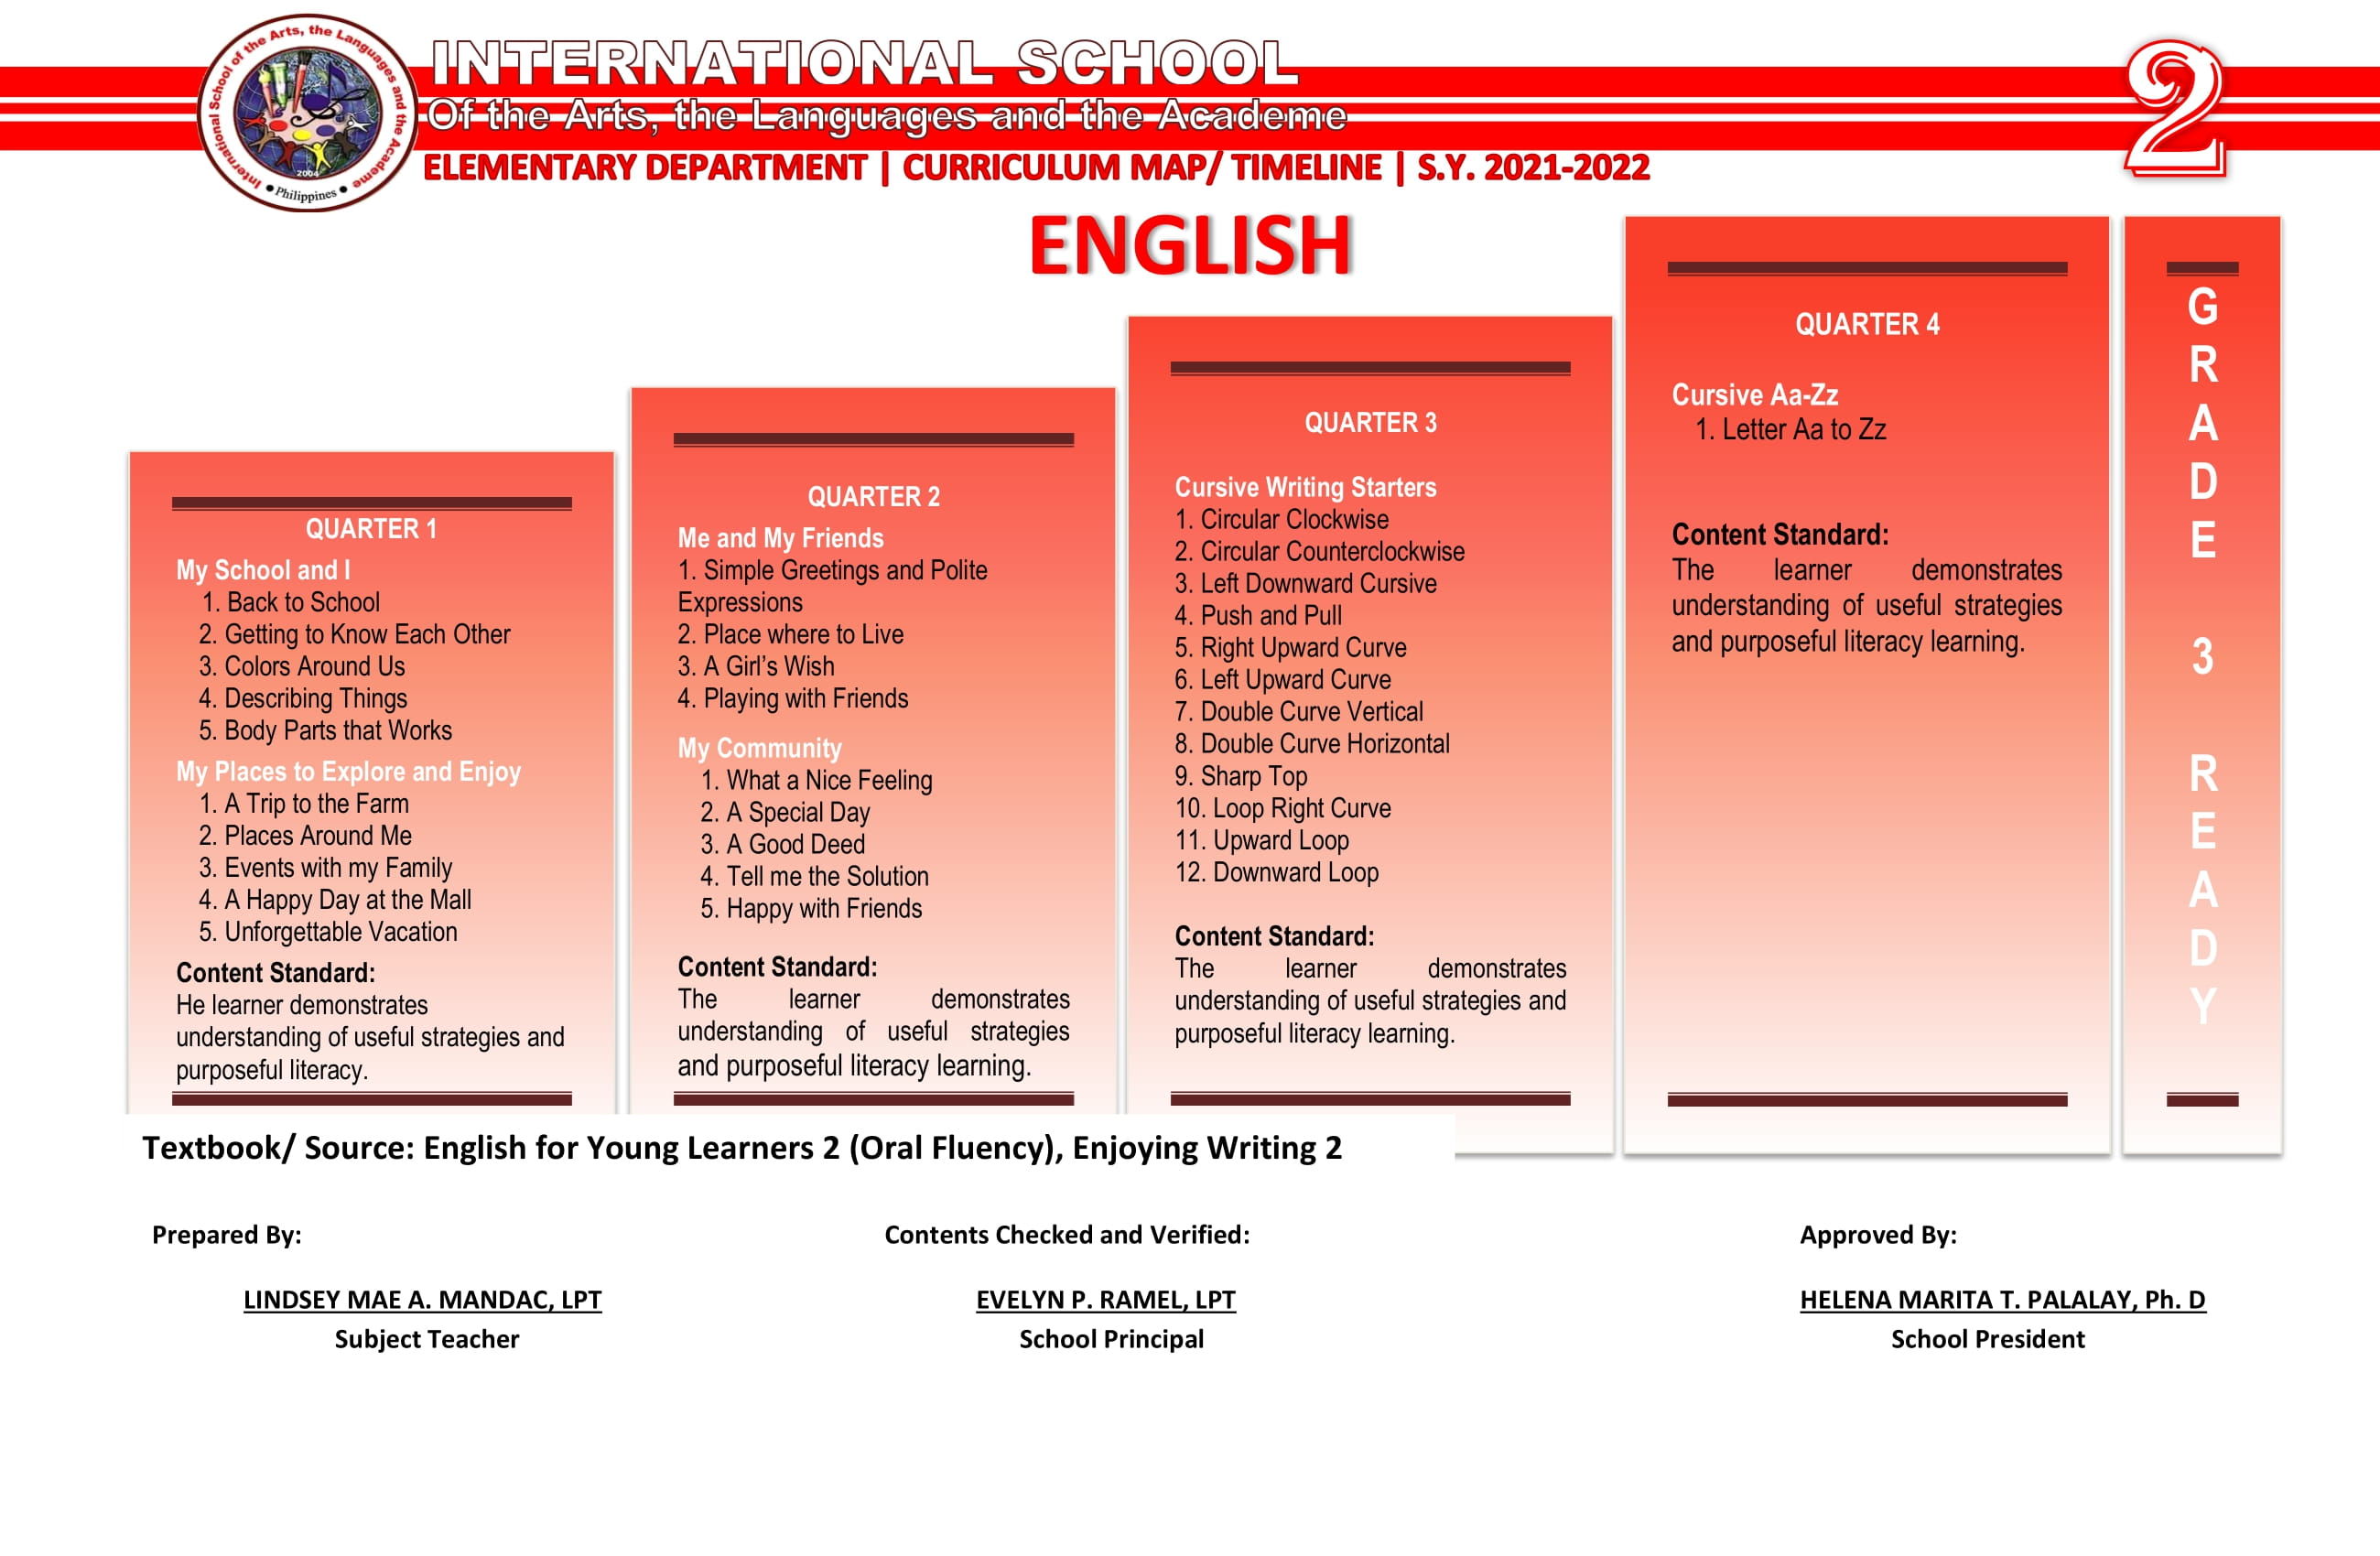 International School of the Arts, the Languages and the Academe
2004
• Philippines •
INTERNATIONAL SCHOOL
Of the Arts, the Languages and the Academe
ELEMENTARY DEPARTMENT | CURRICULUM MAP/ TIMELINE | S.Y. 2021-2022
2
ENGLISH
QUARTER 1
My School and I
1. Back to School
2. Getting to Know Each Other
3. Colors Around Us
4. Describing Things
5. Body Parts that Works
My Places to Explore and Enjoy
1. A Trip to the Farm
2. Places Around Me
3. Events with my Family
4. A Happy Day at the Mall
5. Unforgettable Vacation
Content Standard:
He learner demonstrates
understanding of useful strategies and
purposeful literacy.
QUARTER 2
Me and My Friends
1. Simple Greetings and Polite
Expressions
2. Place where to Live
3. A Girl’s Wish
4. Playing with Friends
My Community
1. What a Nice Feeling
2. A Special Day
3. A Good Deed
4. Tell me the Solution
5. Happy with Friends
Content Standard:
The learner demonstrates
understanding of useful strategies
and purposeful literacy learning.
QUARTER 3
Cursive Writing Starters
1. Circular Clockwise
2. Circular Counterclockwise
3. Left Downward Cursive
4. Push and Pull
5. Right Upward Curve
6. Left Upward Curve
7. Double Curve Vertical
8. Double Curve Horizontal
9. Sharp Top
10. Loop Right Curve
11. Upward Loop
12. Downward Loop
Content Standard:
The learner demonstrates
understanding of useful strategies and
purposeful literacy learning.
QUARTER 4
Cursive Aa-Zz
1. Letter Aa to Zz
Content Standard:
The learner demonstrates
understanding of useful strategies
and purposeful literacy learning.
G
R
A
D
E
3
R
E
A
D
Y
Textbook/ Source: English for Young Learners 2 (Oral Fluency), Enjoying Writing 2
Prepared By:
LINDSEY MAE A. MANDAC, LPT
Subject Teacher
Contents Checked and Verified:
EVELYN P. RAMEL, LPT
School Principal
Approved By:
HELENA MARITA T. PALALAY, Ph. D
School President